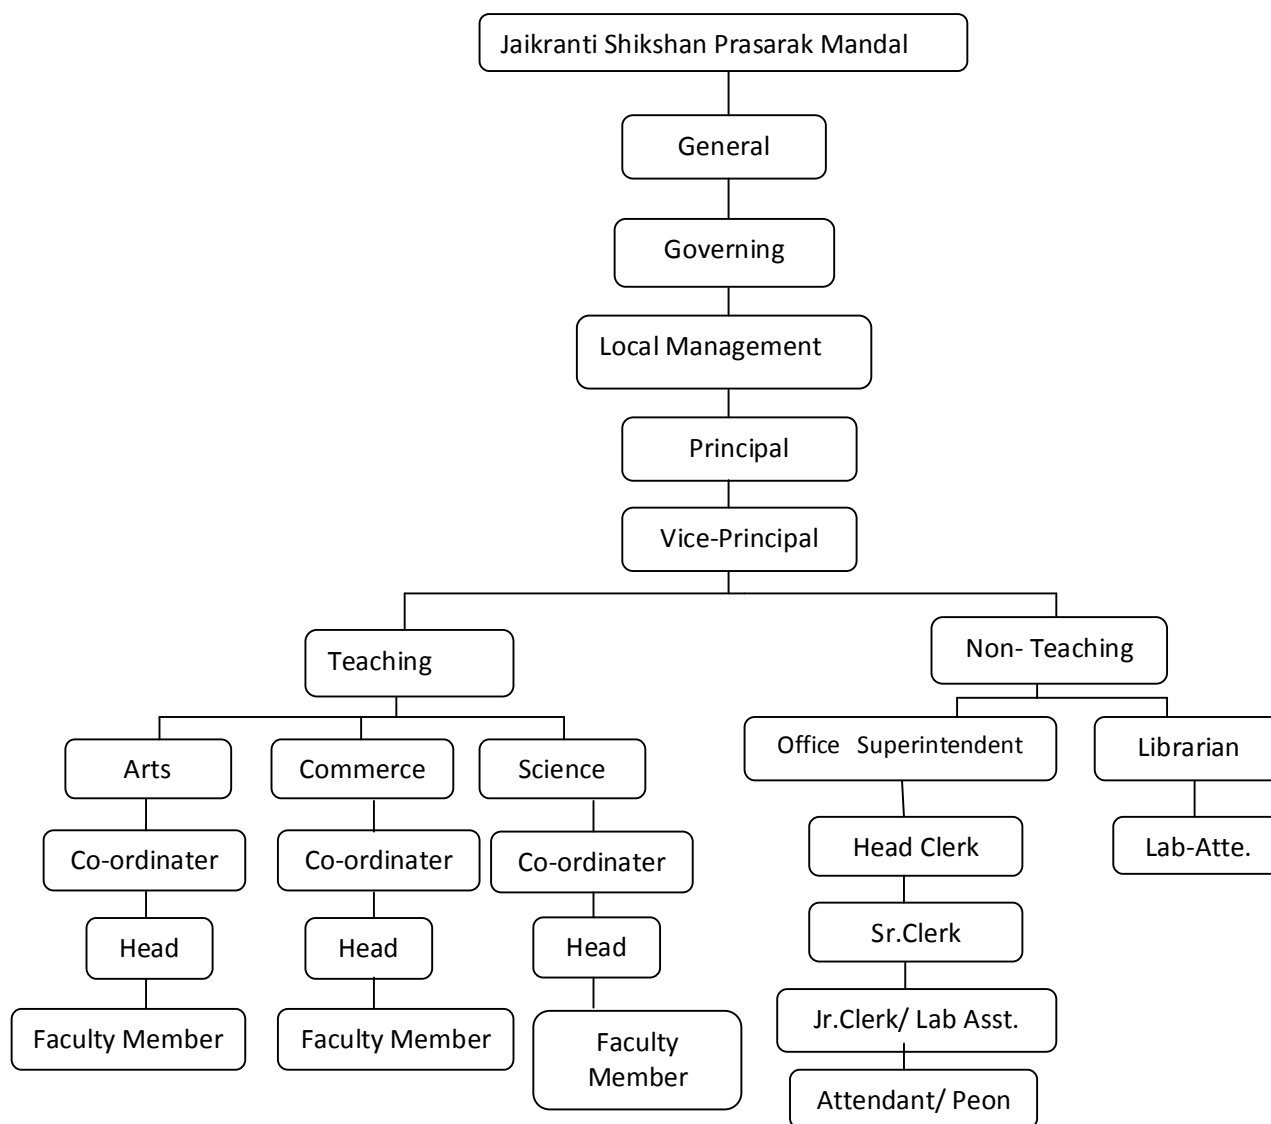 Jaikranti Shikshan Prasarak Mandal
General
Governing
Local Management
Principal
Vice-Principal
Teaching
Non- Teaching
Arts
Commerce
Science
Office Superintendent
Librarian
Co-ordinater
Co-ordinater
Co-ordinater
Head Clerk
Lab-Atte.
Head
Head
Head
Sr.Clerk
Faculty Member
Faculty Member
Faculty
Member
Jr.Clerk/ Lab Asst.
Attendant/ Peon